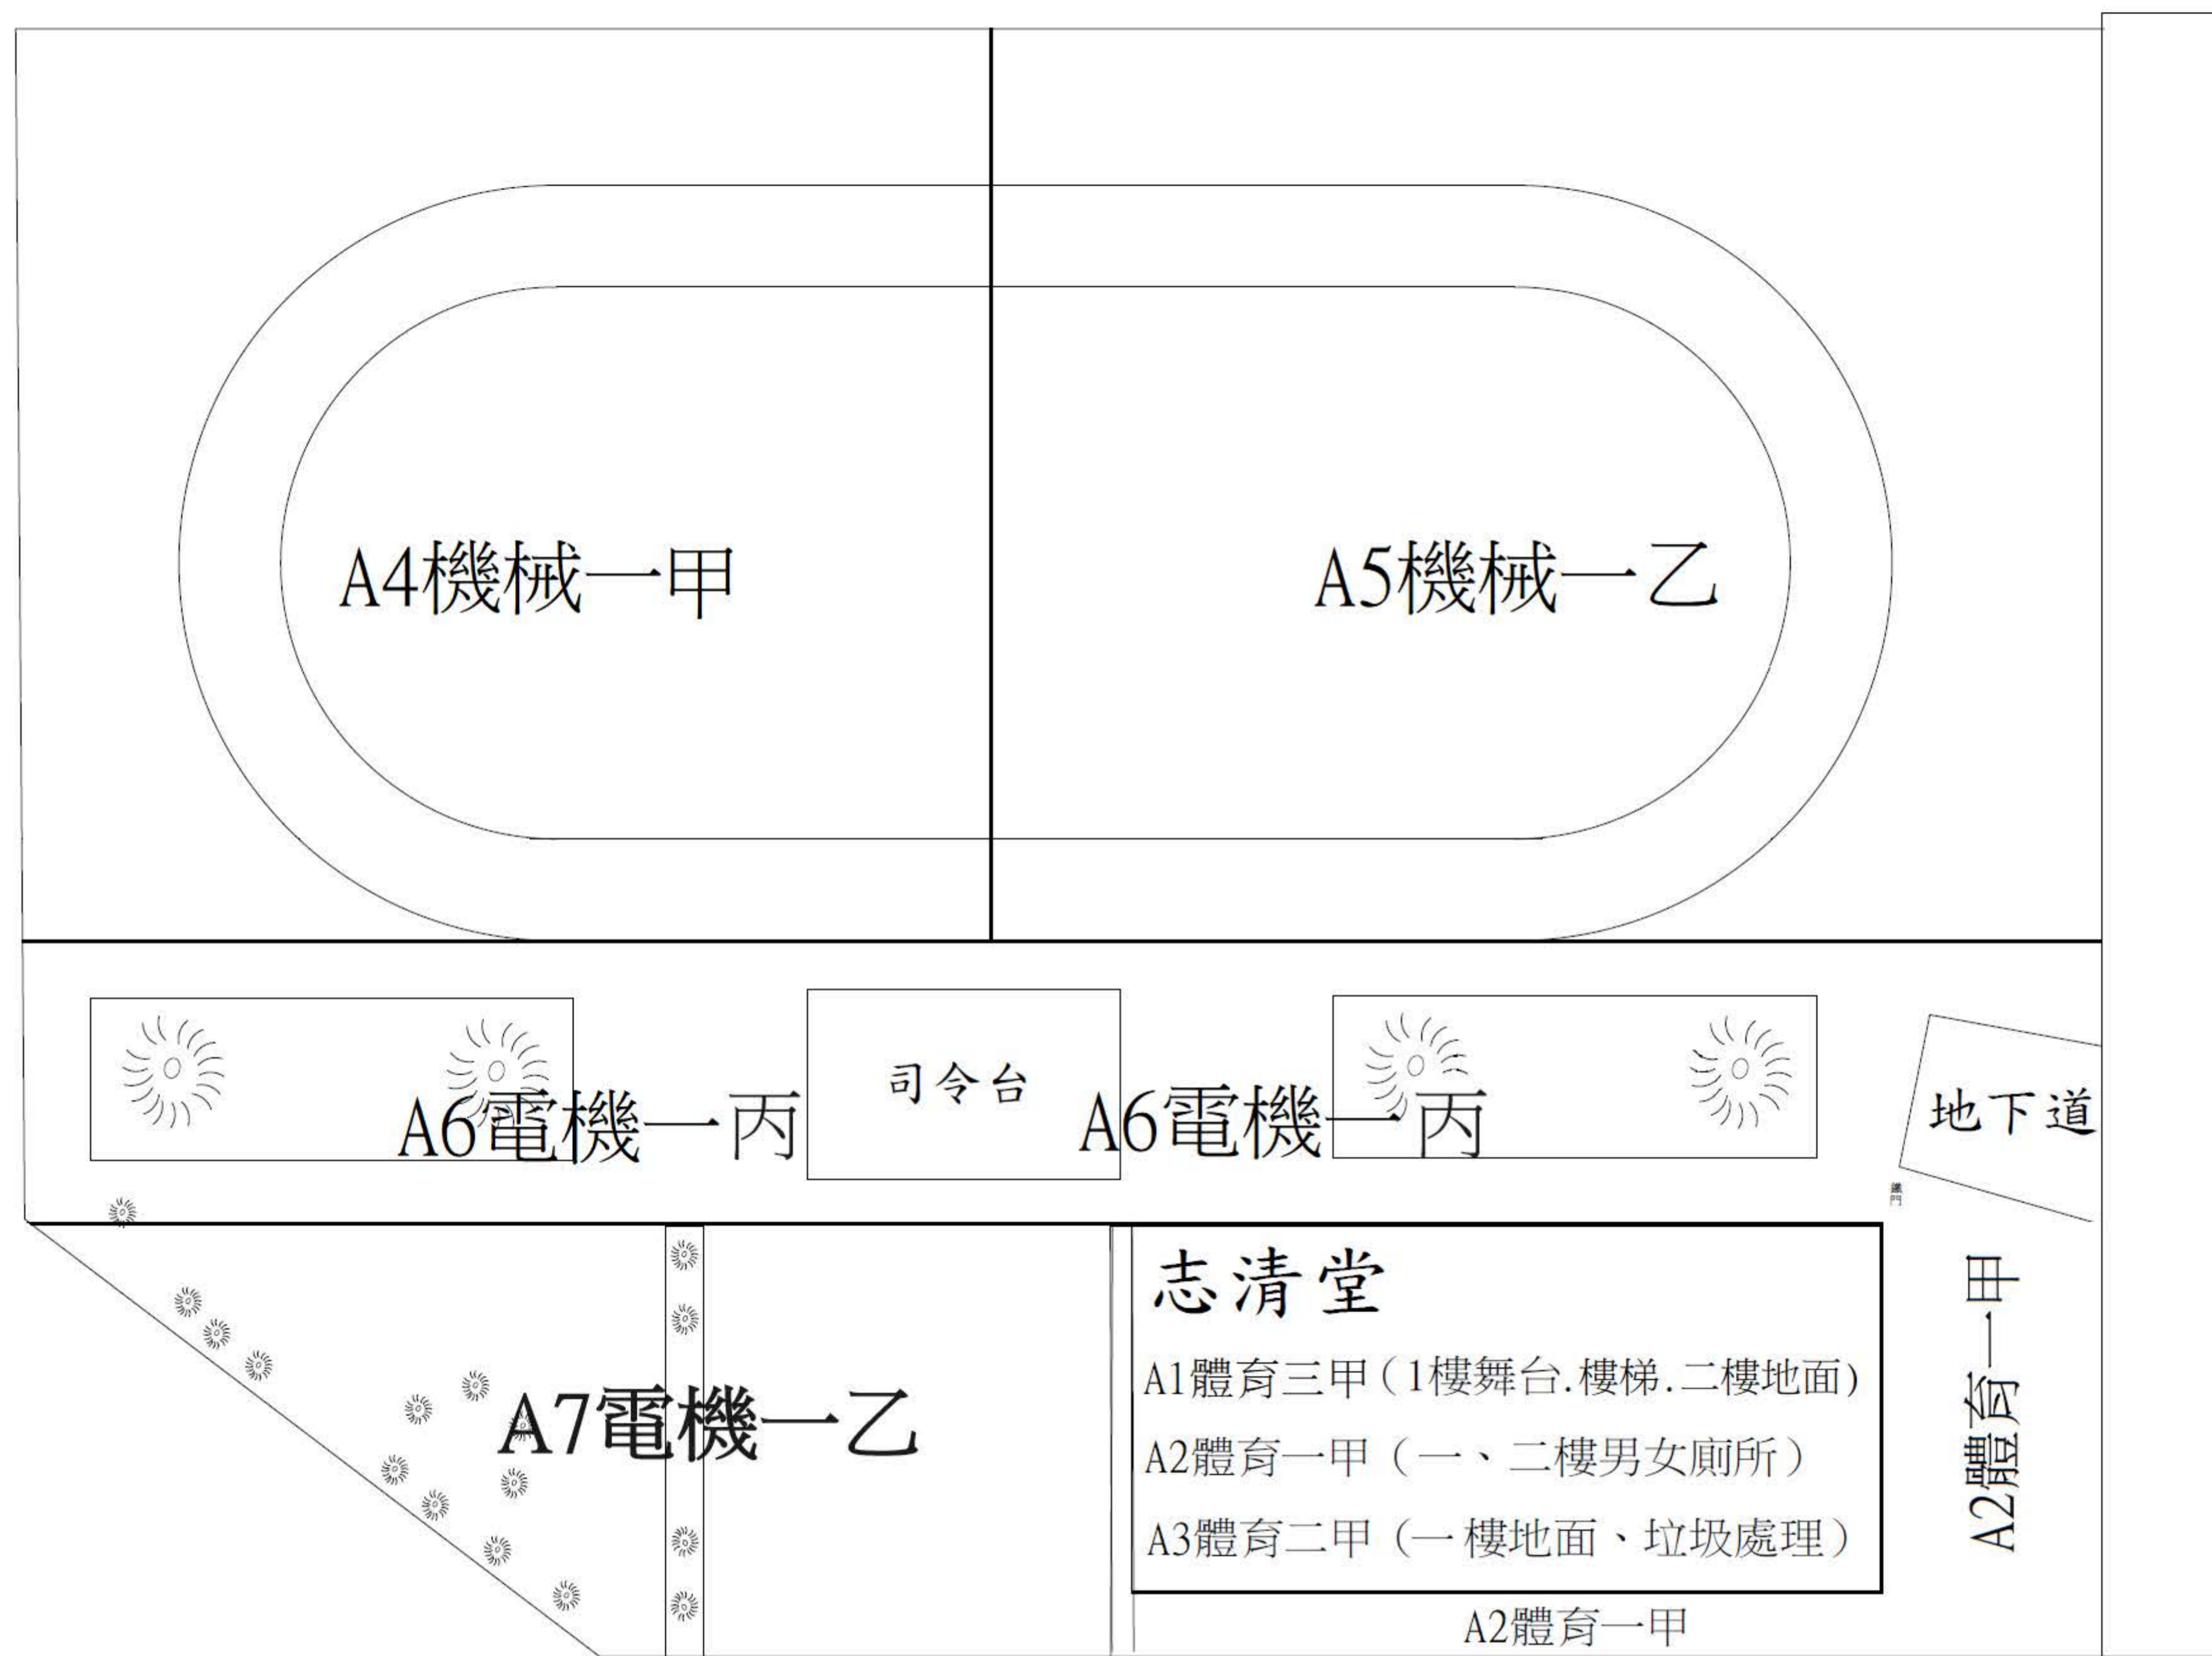 A4機械一甲
A5機械一乙
A6電機一丙
司令台
A6電機一丙
地下道
鐵門
志清堂
A1體育三甲（1樓舞台.樓梯.二樓地面)
A2體育一甲（一、二樓男女廁所）
A3體育二甲（一樓地面、垃圾處理）
A7電機一乙
A2體育一甲
A2體育一甲